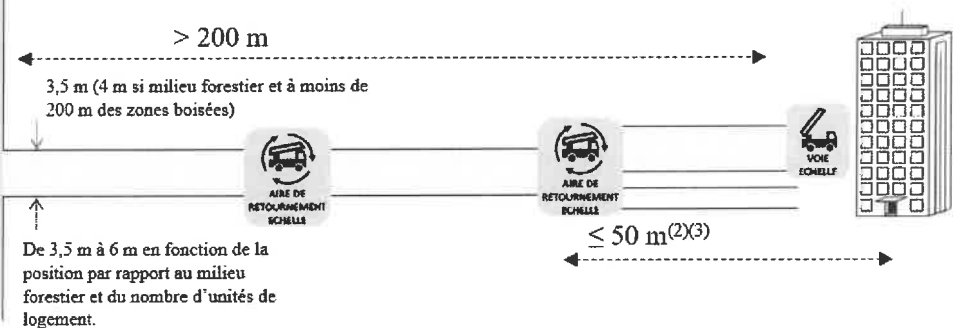 > 200 m
3,5 m (4 m si milieu forestier et à moins de
200 m des zones boisées)
AIRE DE
RETOURNEMENT
ECHELLE
AIRE DE
RETOURNEMENT
ECHELLE
VOIE
ECHELLE
≤ 50 m(2)(3)
De 3,5 m à 6 m en fonction de la
position par rapport au milieu
forestier et du nombre d'unités de
logement.